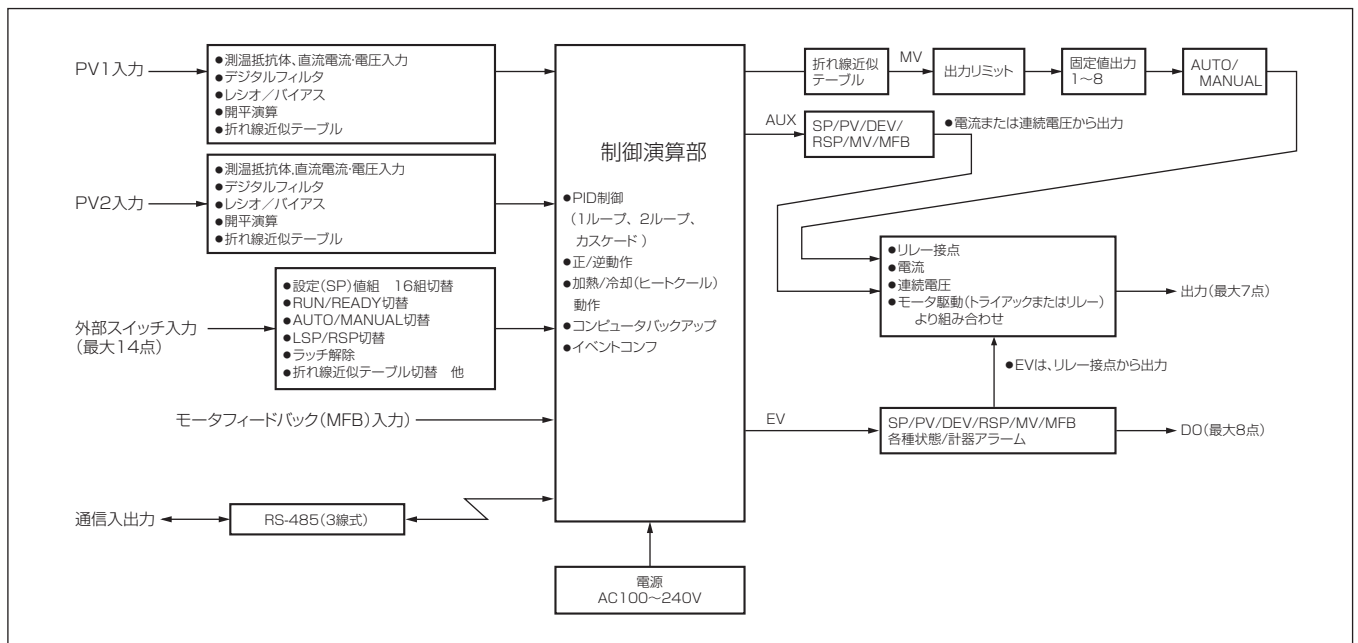 PV1入力
●測温抵抗体、直流電流・電圧入力
●デジタルフィルタ
●レシオ／バイアス
●開平演算
●折れ線近似テーブル
PV2入力
●測温抵抗体,直流電流・電圧入力
●デジタルフィルタ
●レシオ／バイアス
●開平演算
●折れ線近似テーブル
外部スイッチ入力
(最大14点)
●設定(SP)値組　16組切替
●RUN/READY切替
●AUTO/MANUAL切替
●LSP/RSP切替
●ラッチ解除
●折れ線近似テーブル切替　他
モータフィードバック(MFB)入力)
通信入出力
RS-485(3線式)
制御演算部
●PID制御
(1ループ、2ループ、
カスケード )
●正/逆動作
●加熱/冷却(ヒートクール)
動作
●コンピュータバックアップ
●イベントコンフ
電源
AC100〜240V
折れ線近似
テーブル
MV
出力リミット
固定値出力
1〜8
AUTO/
MANUAL
AUX
SP/PV/DEV/
RSP/MV/MFB
●電流または連続電圧から出力
●リレー接点
●電流
●連続電圧
●モータ駆動(トライアックまたはリレー)
より組み合わせ
出力(最大7点)
●EVは、リレー接点から出力
EV
SP/PV/DEV/RSP/MV/MFB
各種状態/計器アラーム
DO(最大8点)